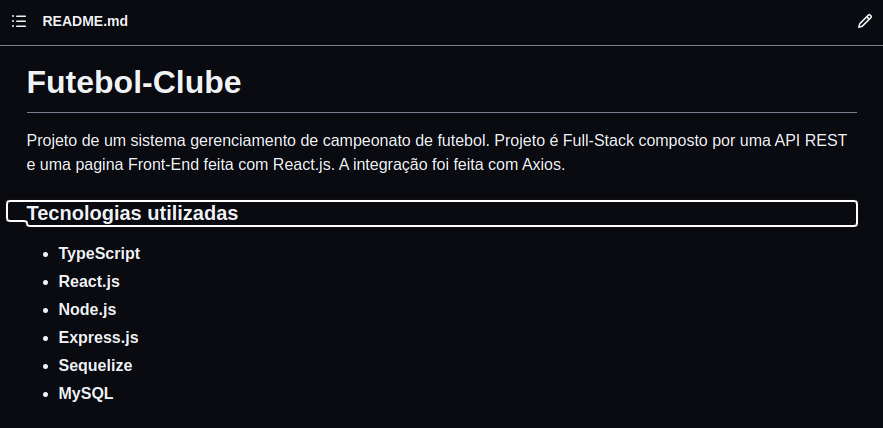 README.md
Futebol-Clube
Projeto de um sistema gerenciamento de campeonato de futebol. Projeto é Full-Stack composto por uma API REST
e uma pagina Front-End feita com React.js. A integração foi feita com Axios.
Tecnologias utilizadas
TypeScript
React.js
Node.js
Express.js
Sequelize
MySQL